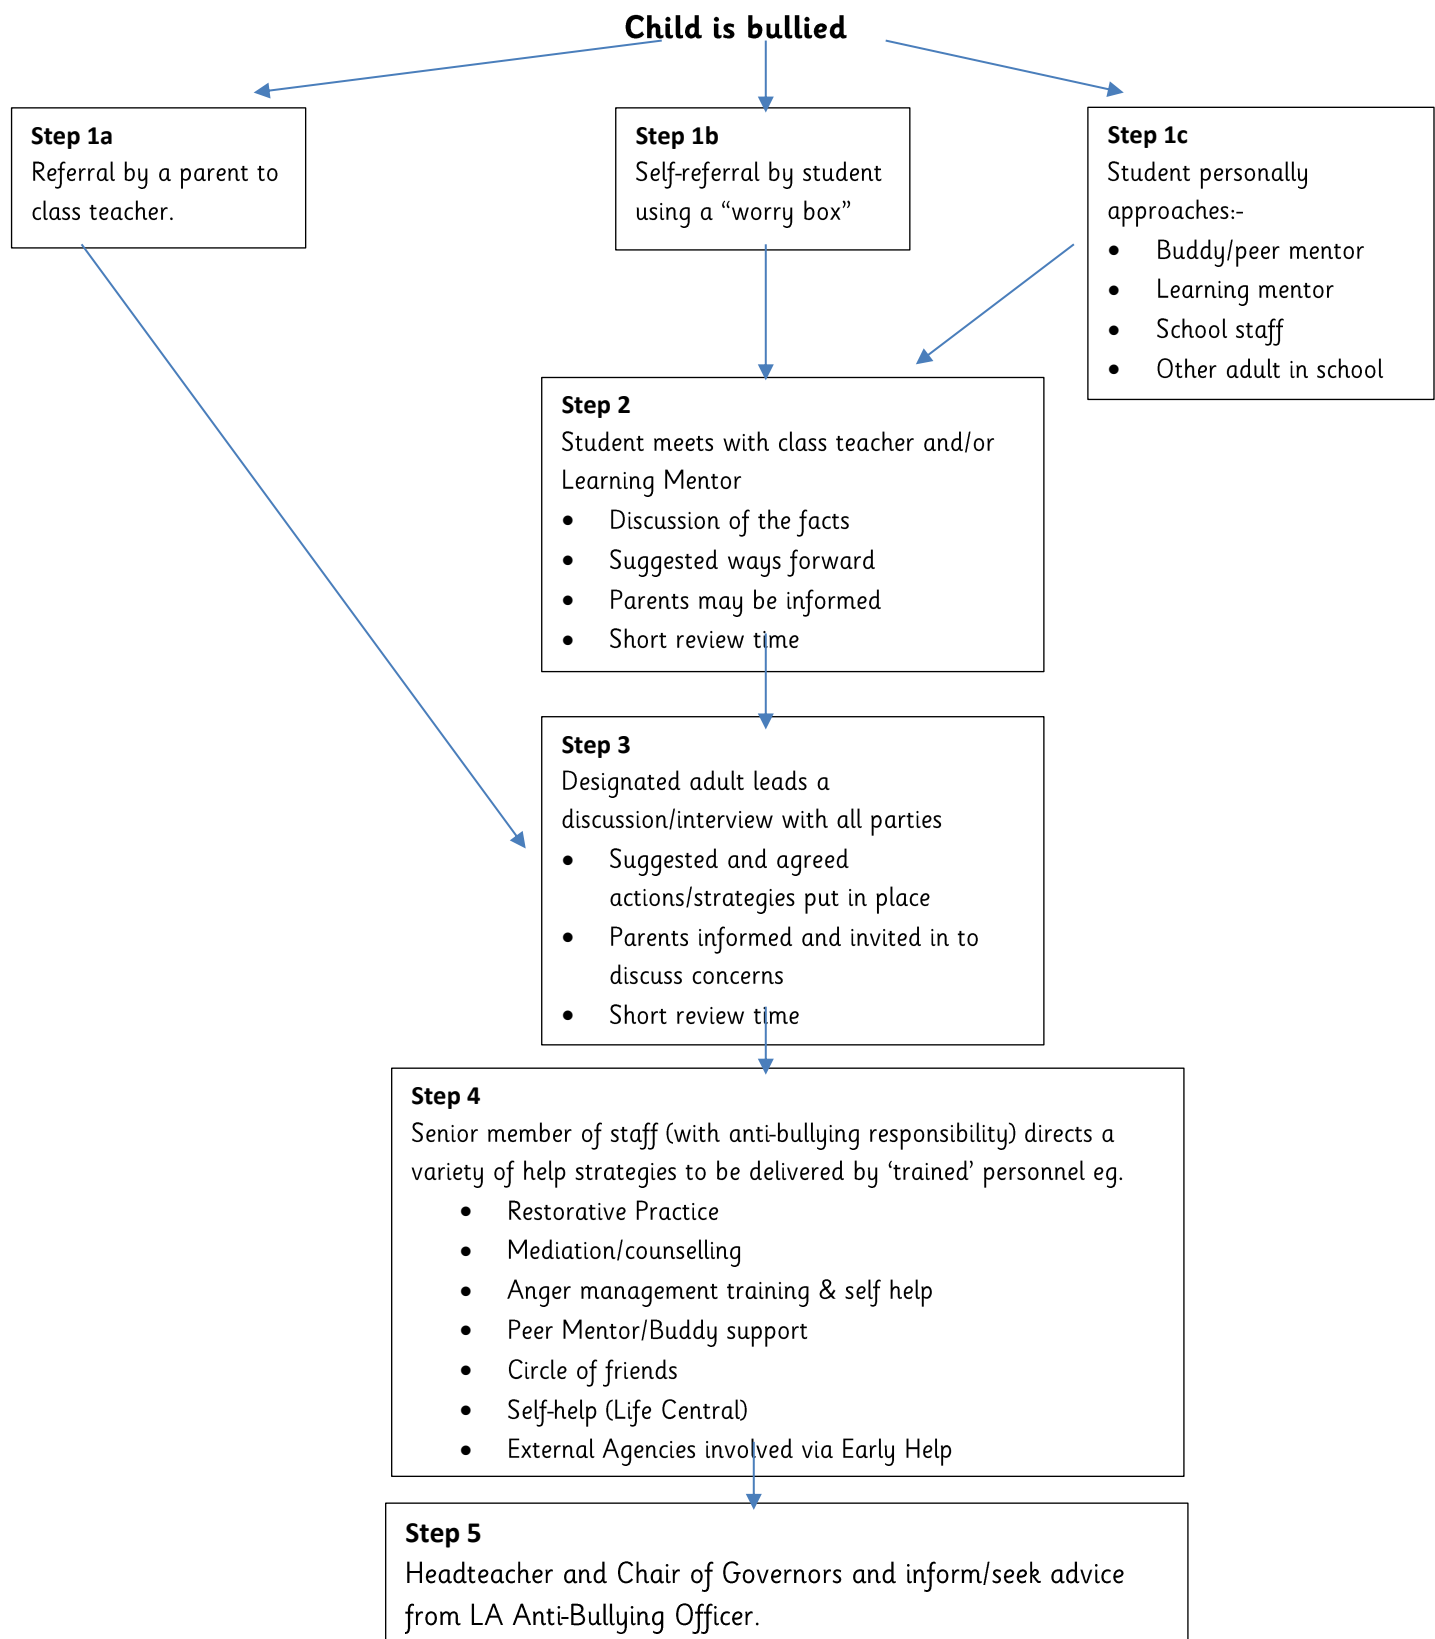 Child is bullied
Step 1a
Referral by a parent to
class teacher.
Step 1b
Self-referral by student
using a “worry box”
Step 1c
Student personally
approaches:-
• Buddy/peer mentor
• Learning mentor
• School staff
• Other adult in school
Step 2
Student meets with class teacher and/or
Learning Mentor
• Discussion of the facts
• Suggested ways forward
• Parents may be informed
• Short review time
Step 3
Designated adult leads a
discussion/interview with all parties
• Suggested and agreed
actions/strategies put in place
• Parents informed and invited in to
discuss concerns
• Short review time
Step 4
Senior member of staff (with anti-bullying responsibility) directs a
variety of help strategies to be delivered by ‘trained’ personnel eg.
• Restorative Practice
• Mediation/counselling
• Anger management training & self help
• Peer Mentor/Buddy support
• Circle of friends
• Self-help (Life Central)
• External Agencies involved via Early Help
Step 5
Headteacher and Chair of Governors and inform/seek advice
from LA Anti-Bullying Officer.